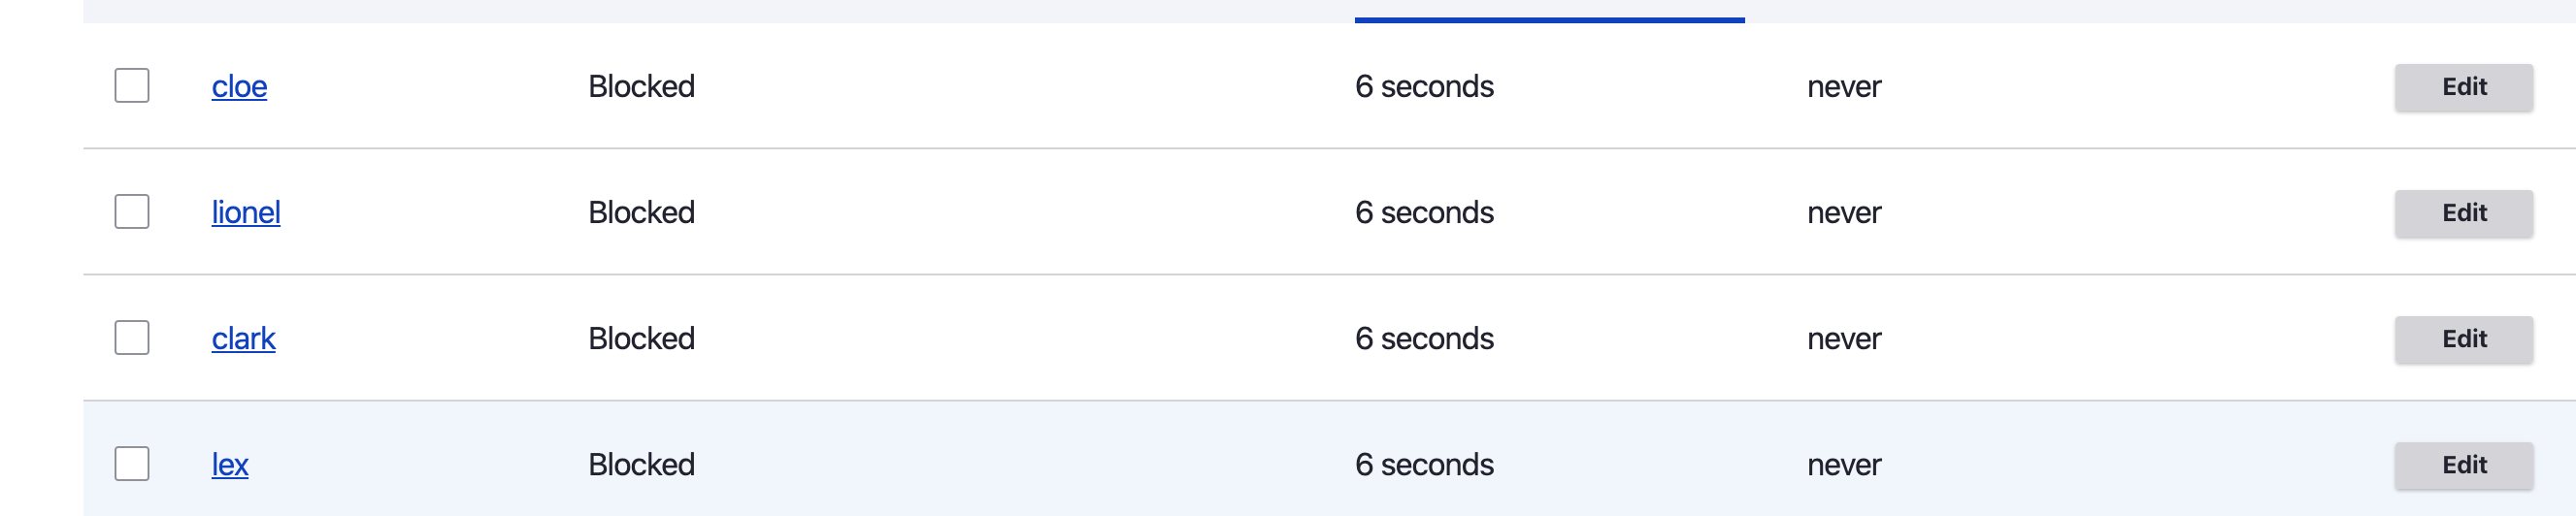 cloe Blocked 6 seconds never Edit
lionel Blocked 6 seconds never Edit
clark Blocked 6 seconds never Edit
lex Blocked 6 seconds never Edit